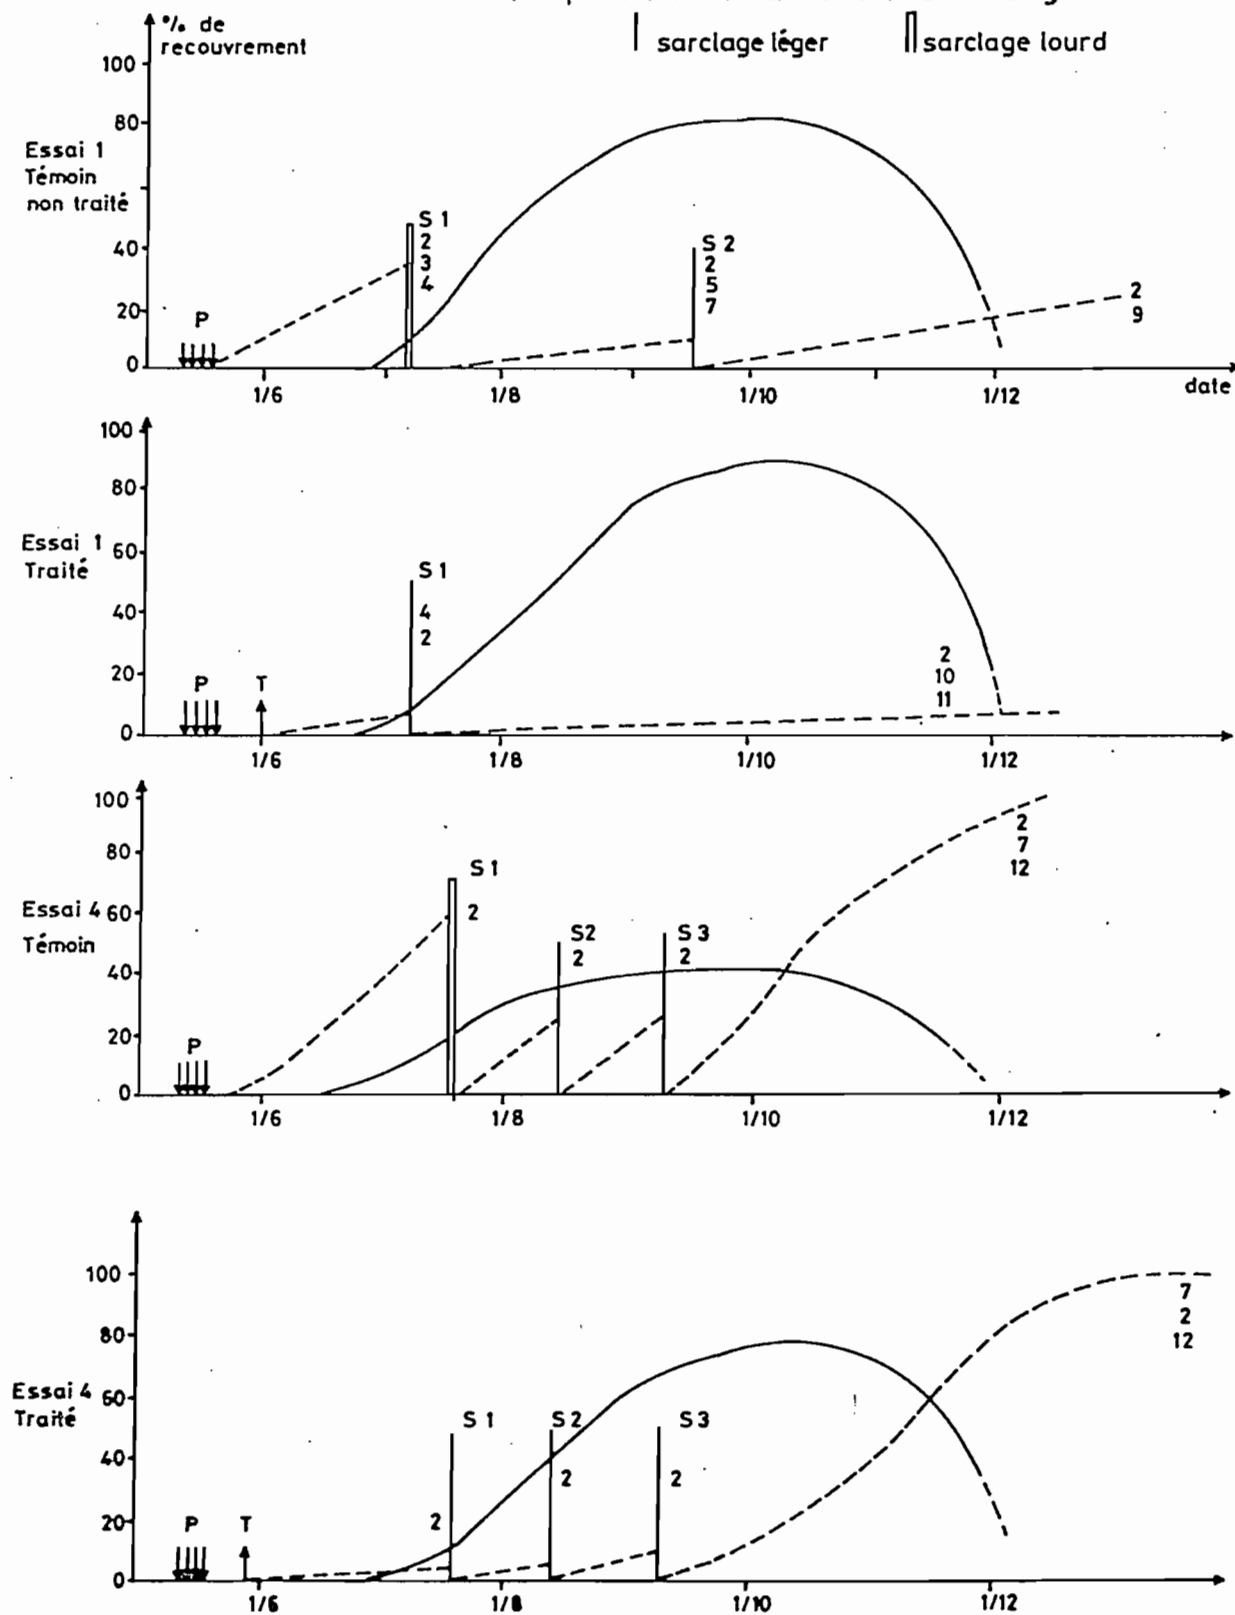 % de
recouvrement
sarclage léger
sarclage lourd
100
80
40
20
0
Essai 1
Témoin
non traité
P
S 1
2
3
4
S 2
2
5
7
2
9
1/6
1/8
1/10
1/12
date
100
80
60
40
20
0
Essai 1
Traité
P
T
S 1
4
2
2
10
11
1/6
1/8
1/10
1/12
100
80
60
40
20
0
Essai 4
Témoin
P
S 1
2
S2
2
S 3
2
2
7
12
1/6
1/8
1/10
1/12
100
80
60
40
20
0
Essai 4
Traité
P
T
2
S 1
S 2
2
S3
2
7
2
12
1/6
1/8
1/10
1/12